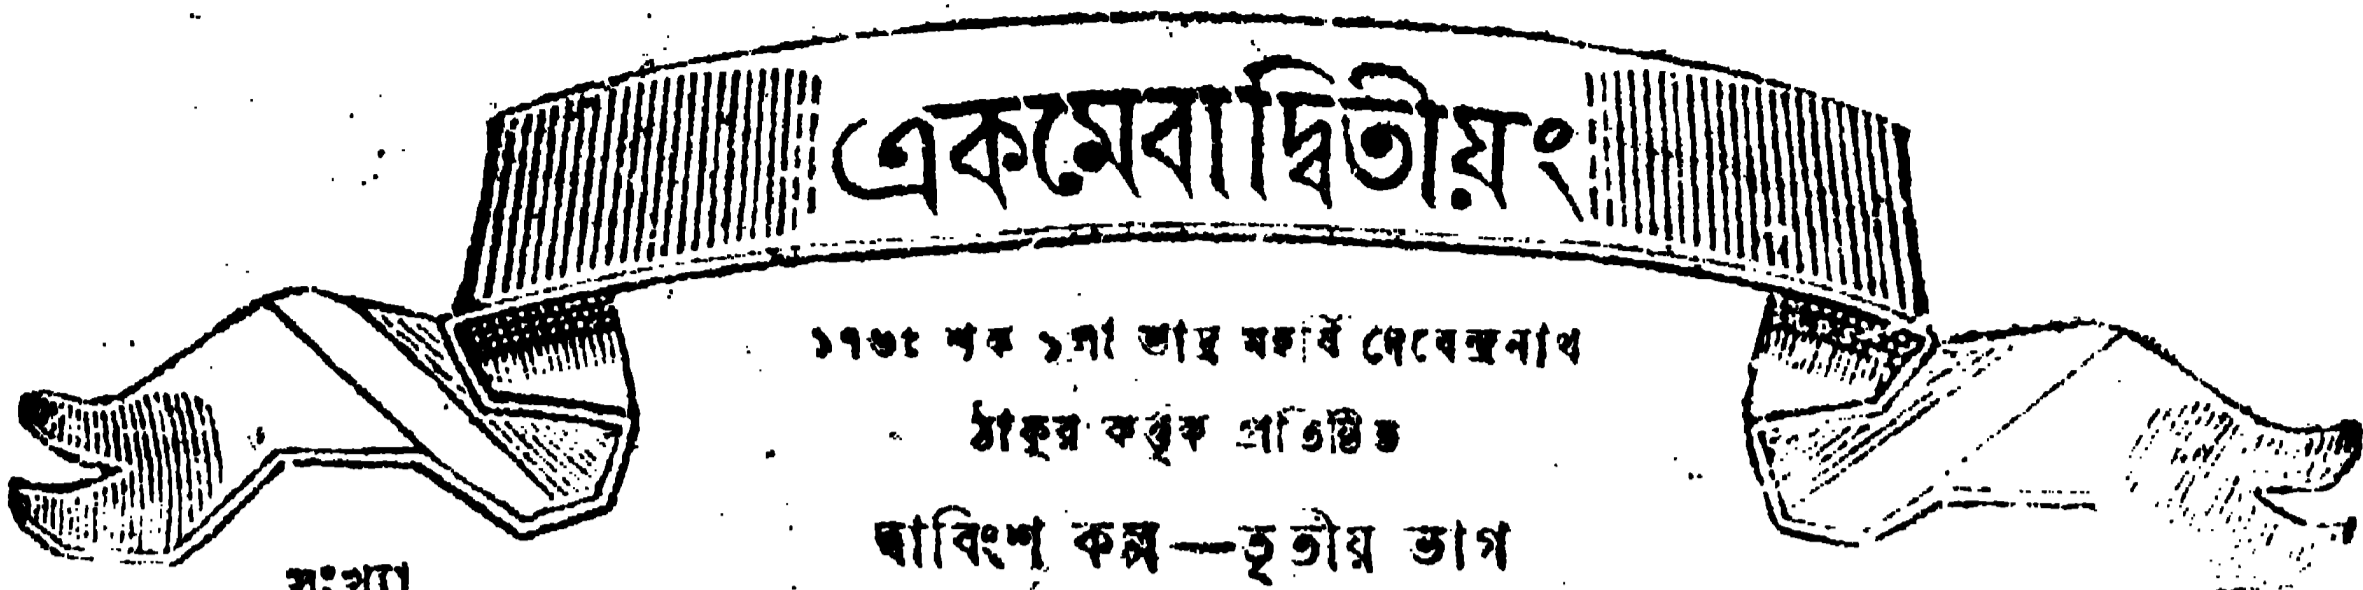 একমেবাদ্বিতীয়ং
১৭৬৫ শক ১লা ভাদ্র মহর্ষি দেবেন্দ্রনাথ
ঠাকুর কর্ত্তৃক প্রতিষ্ঠিত
দ্বাবিংশ কল্প—তৃতীয় ভাগ
সংখ্যা